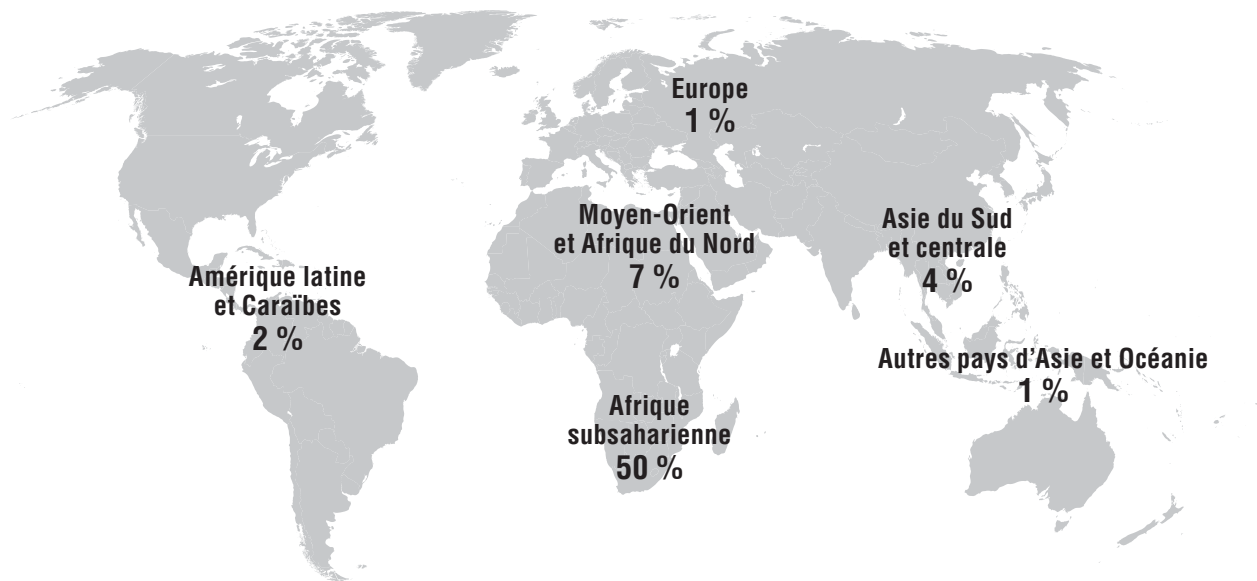 Europe
1 %
Moyen-Orient
et Afrique du Nord
7 %
Asie du Sud
et centrale
4 %
Amérique latine
et Caraïbes
2 %
Autres pays d’Asie et Océanie
1 %
Afrique
subsaharienne
50 %